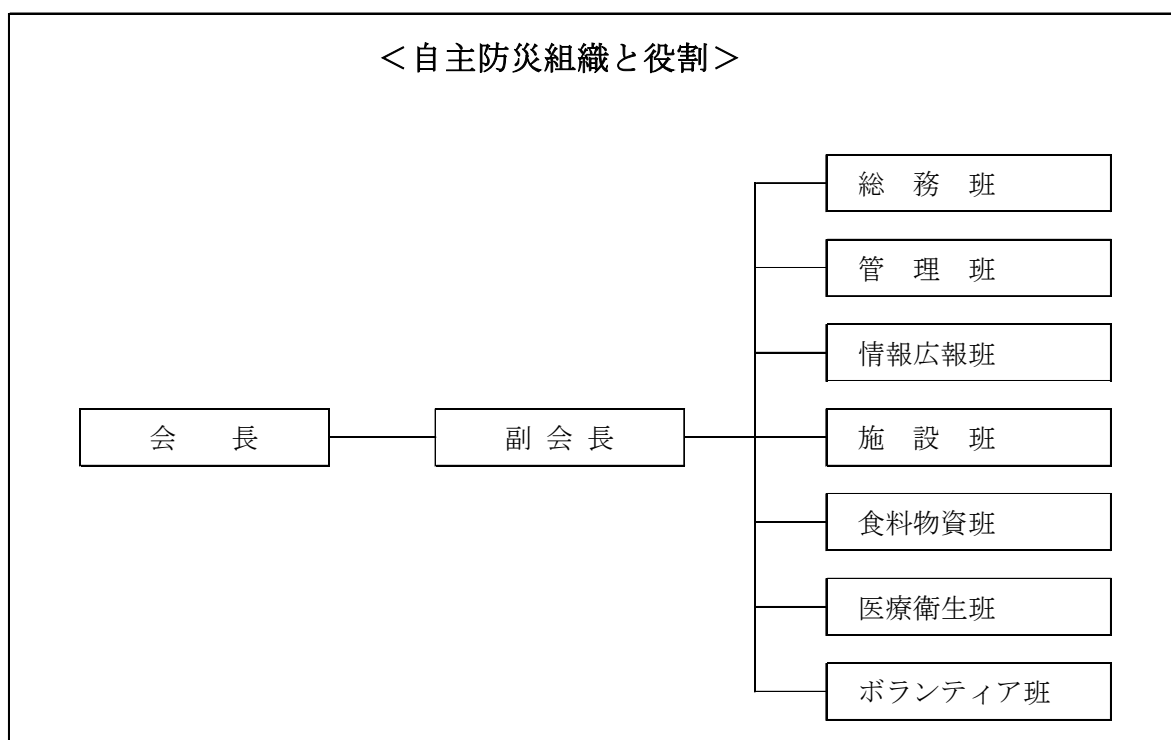 ＜自主防災組織と役割＞
総　務　班
管　理　班
情報広報班
会　　長
副 会 長
施　設　班
食料物資班
医療衛生班
ボランティア班